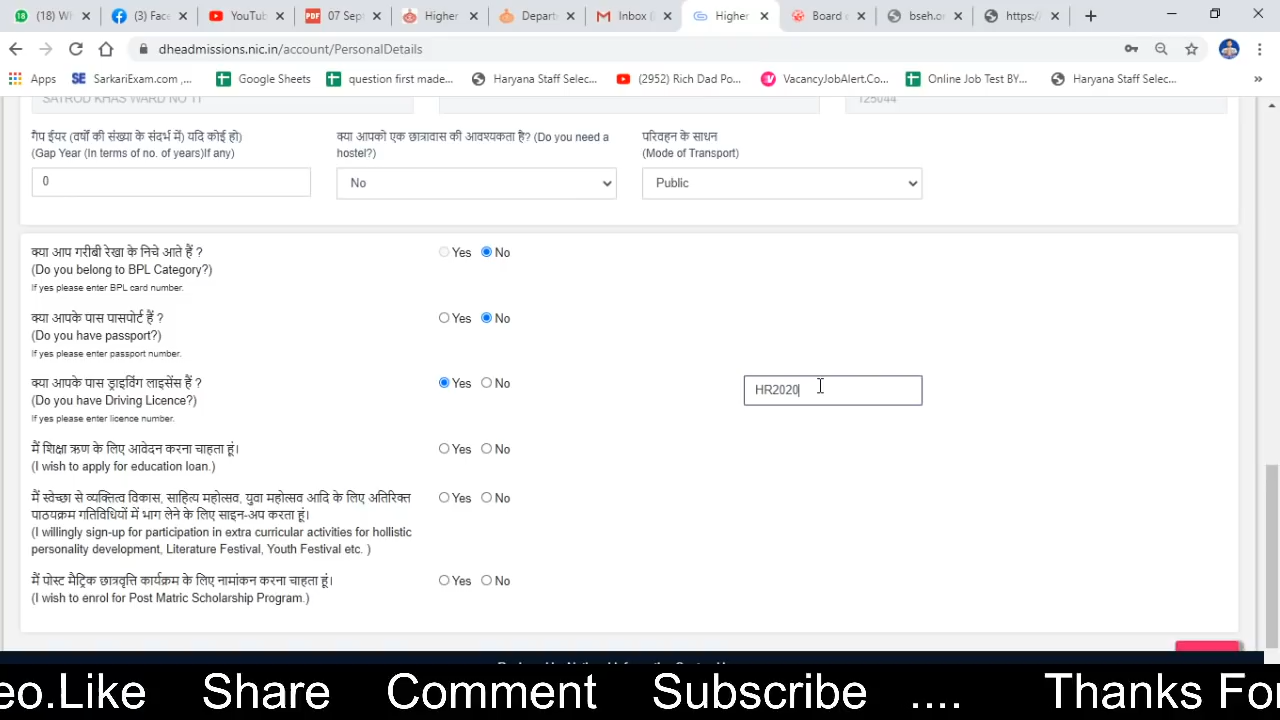 W
(3) Face
YouTub
07 Sep
Higher
Depart
Inbox (
Higher
Board
bseh.or
https:/
dheadmissions.nic.in/account/PersonalDetails
Apps
SarkariExam.com ,...
Google Sheets
question first made...
Haryana Staff Selec...
(2952) Rich Dad Po...
VacancyJobAlert.Co...
Online Job Test BY...
Haryana Staff Selec...
»
SATROD KHAS WARD NO 11
125044
गैप ईयर (वर्षों की संख्या के संदर्भ में) यदि कोई हो)
(Gap Year (In terms of no. of years)If any)
0
क्या आपको एक छात्रावास की आवश्यकता है? (Do you need a
hostel?)
No
परिवहन के साधन
(Mode of Transport)
Public
क्या आप गरीबी रेखा के निचे आते हैं ?
Yes No
(Do you belong to BPL Category?)
If yes please enter BPL card number.
क्या आपके पास पासपोर्ट हैं ?
Yes No
(Do you have passport?)
If yes please enter passport number.
क्या आपके पास ड्राइविंग लाइसेंस हैं ?
Yes No
HR2020
(Do you have Driving Licence?)
If yes please enter licence number.
मैं शिक्षा ऋण के लिए आवेदन करना चाहता हूं।
Yes No
(I wish to apply for education loan.)
मैं स्वेच्छा से व्यक्तित्व विकास, साहित्य महोत्सव, युवा महोत्सव आदि के लिए अतिरिक्त
Yes No
पाठयक्रम गतिविधियों में भाग लेने के लिए साइन-अप करता हूं।
(I willingly sign-up for participation in extra curricular activities for hollistic
personality development, Literature Festival, Youth Festival etc. )
मैं पोस्ट मैट्रिक छात्रवृत्ति कार्यक्रम के लिए नामांकन करना चाहता हूं।
Yes No
(I wish to enrol for Post Matric Scholarship Program.)
eo.Like Share Comment Subscribe .... Thanks For